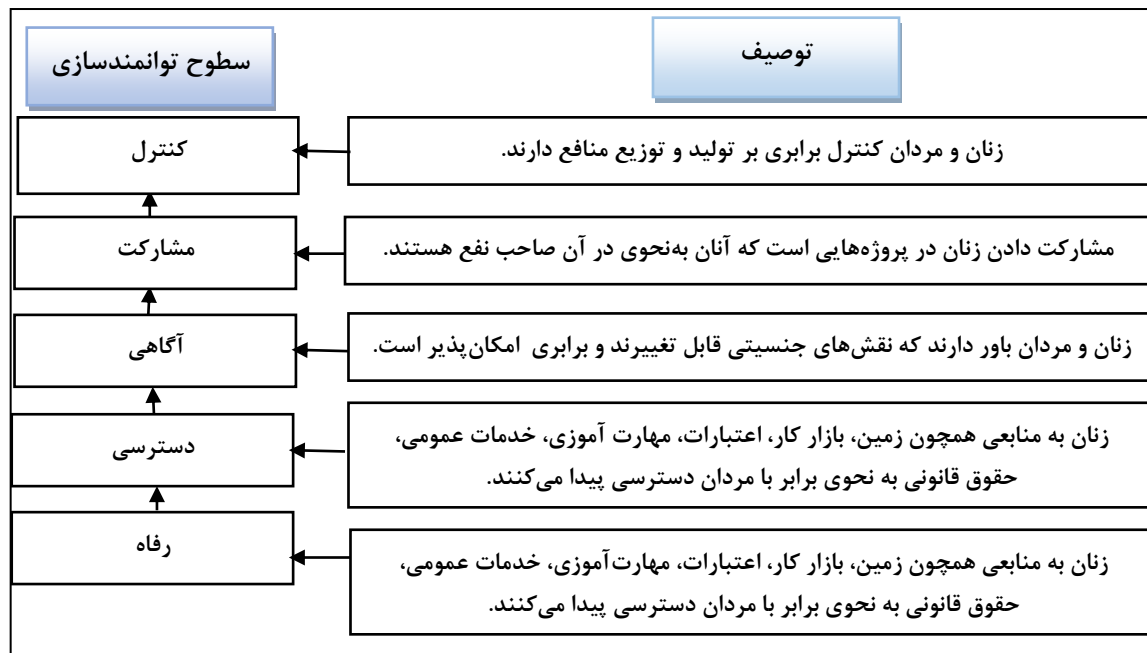 سطوح توانمندسازی
توصیف
کنترل
زنان و مردان کنترل برابری بر تولید و توزیع منافع دارند.
مشارکت
مشارکت دادن زنان در پروژه‌هایی است که آنان به‌نحوی در آن صاحب نفع هستند.
آگاهی
زنان و مردان باور دارند که نقش‌های جنسیتی قابل تغییرند و برابری امکان‌پذیر است.
دسترسی
زنان به منابعی همچون زمین، بازار کار، اعتبارات، مهارت آموزی، خدمات عمومی،
حقوق قانونی به نحوی برابر با مردان دسترسی پیدا می‌کنند.
رفاه
زنان به منابعی همچون زمین، بازار کار، اعتبارات، مهارت‌آموزی، خدمات عمومی،
حقوق قانونی به نحوی برابر با مردان دسترسی پیدا می‌کنند.